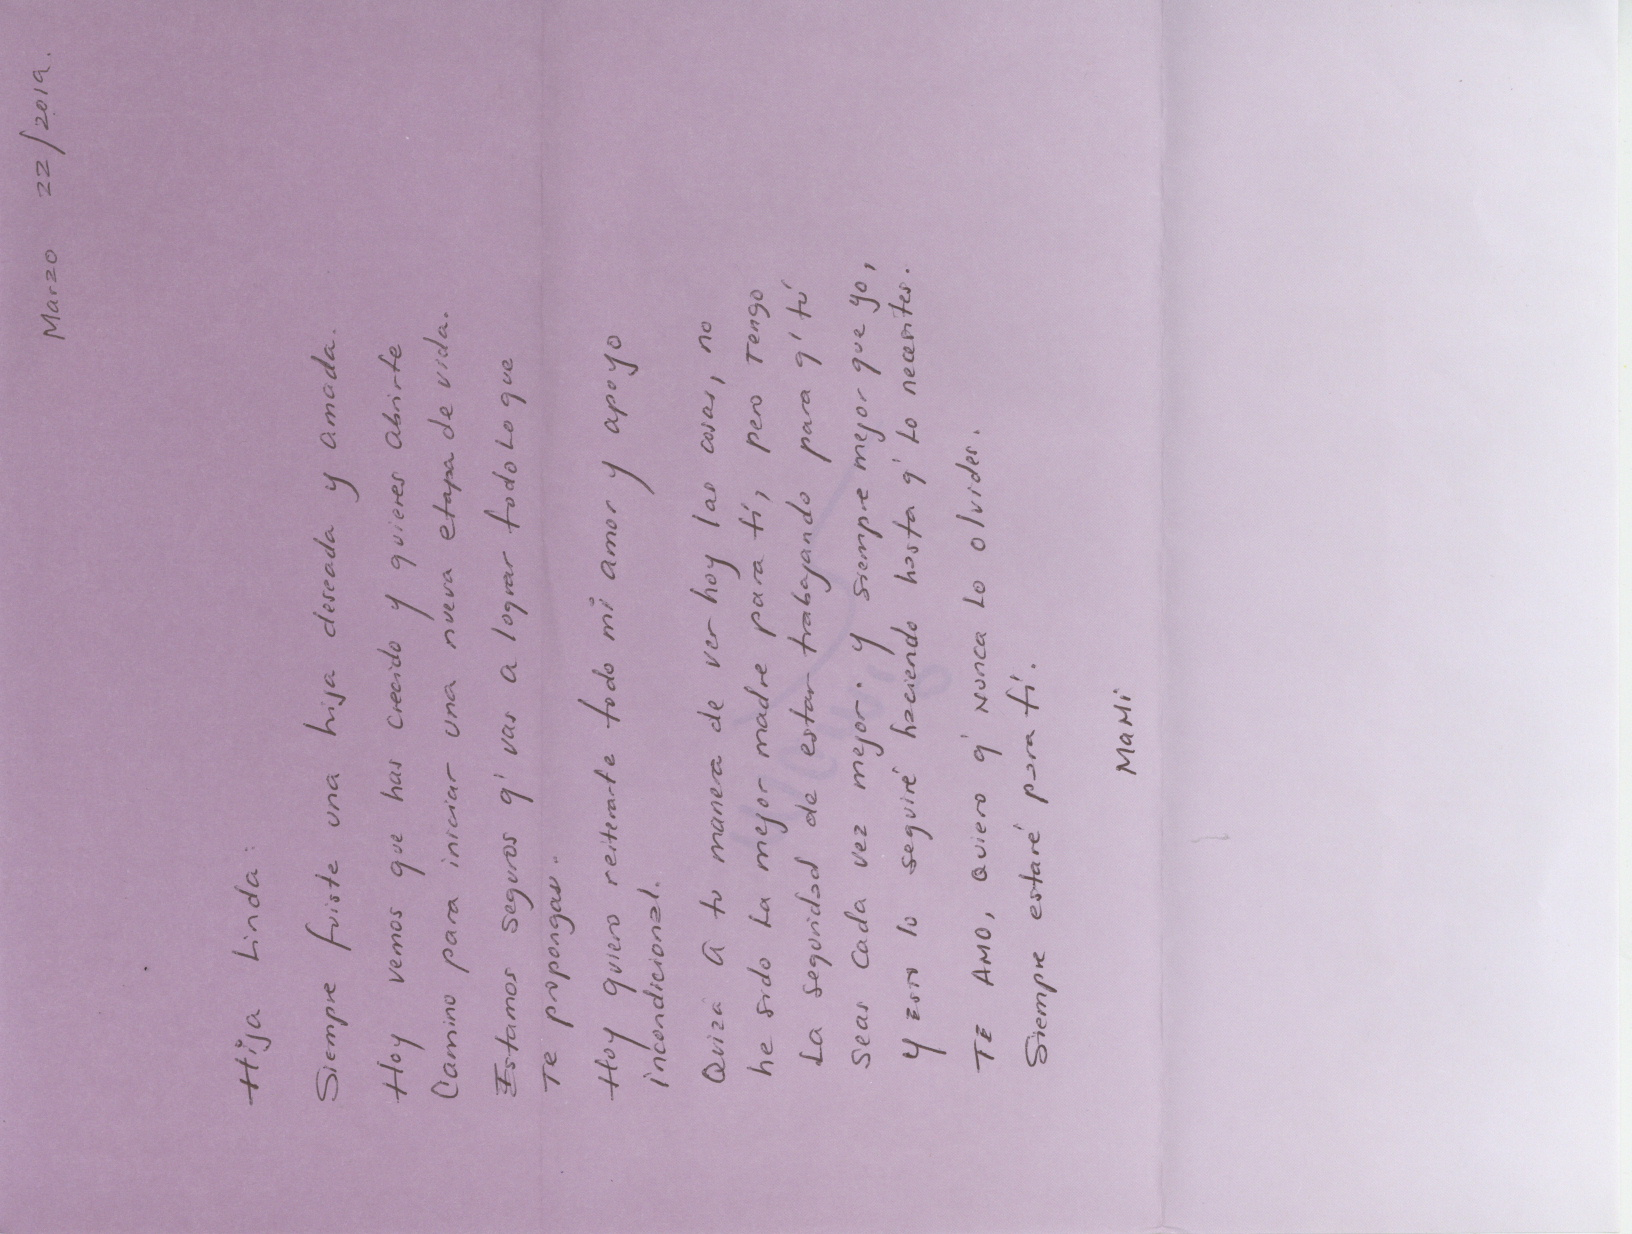 Marzo 22/2019.
Hija Linda:
Siempre fuiste una hija deseada y amada.
Hoy vemos que has crecido y quieres abrirte
Camino para iniciar una nueva etapa de vida.
Estamos seguros q' vas a lograr todo lo que
Te propongas.
Hoy quiero reiterarte todo mi amor y apoyo
incondicional.
Quizá a tu manera de ver hoy las cosas, no
he sido la mejor madre para tí, pero Tengo
La seguridad de estar trabajando para q' tú
seas cada vez mejor. y siempre mejor que yo,
y esto lo seguiré haciendo hasta q' lo necesites.
TE AMO, Quiero q' nunca lo olvides.
Siempre estaré para tí.
MaMi